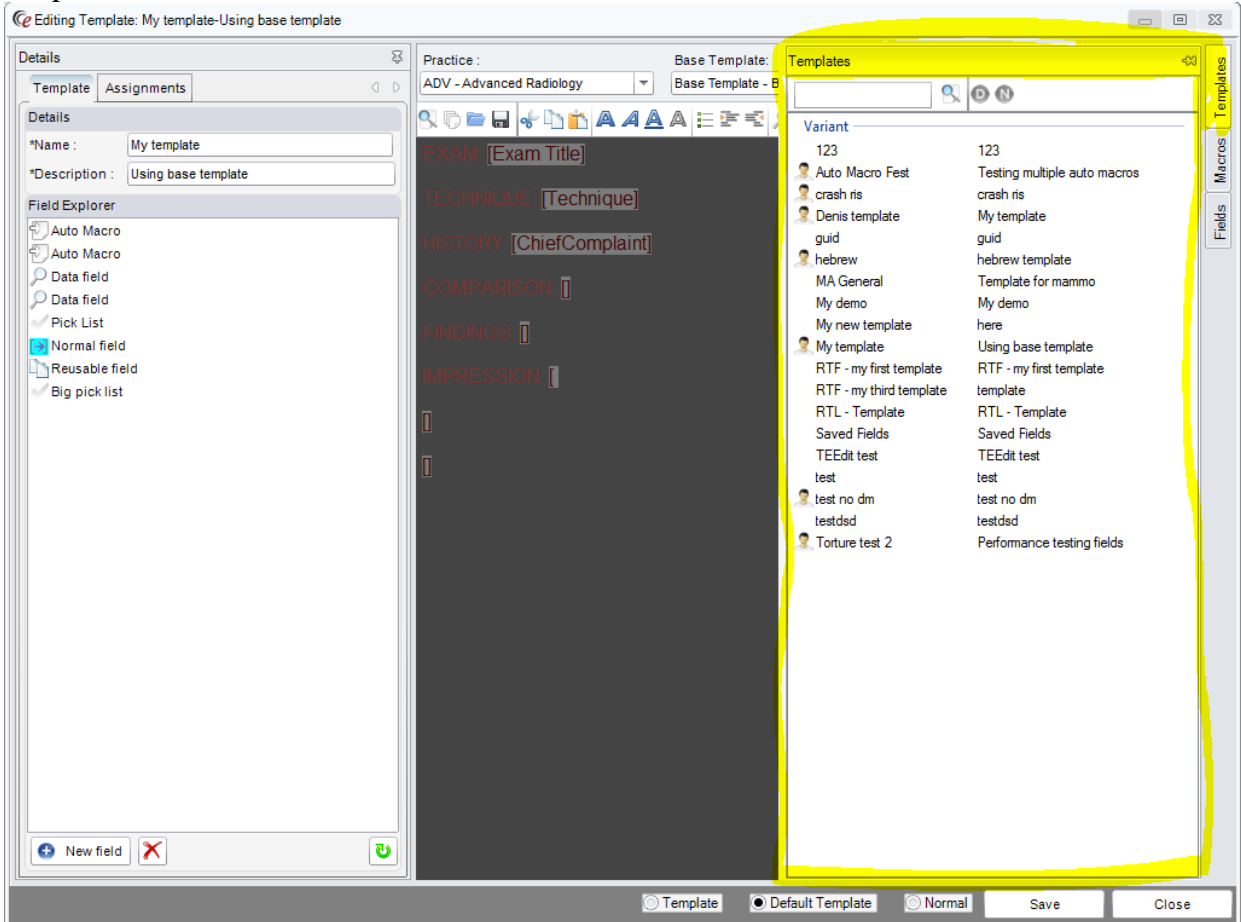 Editing Template: My template-Using base template
Details
Template Assignments
Details
*Name : My template
*Description : Using base template
Field Explorer
Auto Macro
Auto Macro
Data field
Data field
Pick List
Normal field
Reusable field
Big pick list
New field
Practice : Base Template:
ADV - Advanced Radiology Base Template - B
EXAM: [Exam Title]
TECHNIQUE: [Technique]
HISTORY: [ChiefComplaint]
COMPARISON: []
FINDINGS: []
IMPRESSION: [
[]
[]
Templates
D N
Variant
123 123
Auto Macro Fest Testing multiple auto macros
crash ris crash ris
Denis template My template
guid guid
hebrew hebrew template
MA General Template for mammo
My demo My demo
My new template here
My template Using base template
RTF - my first template RTF - my first template
RTF - my third template template
RTL - Template RTL - Template
Saved Fields Saved Fields
TEEdit test TEEdit test
test test
test no dm test no dm
testdsd testdsd
Torture test 2 Performance testing fields
Templates
Macros
Fields
Template Default Template Normal Save Close